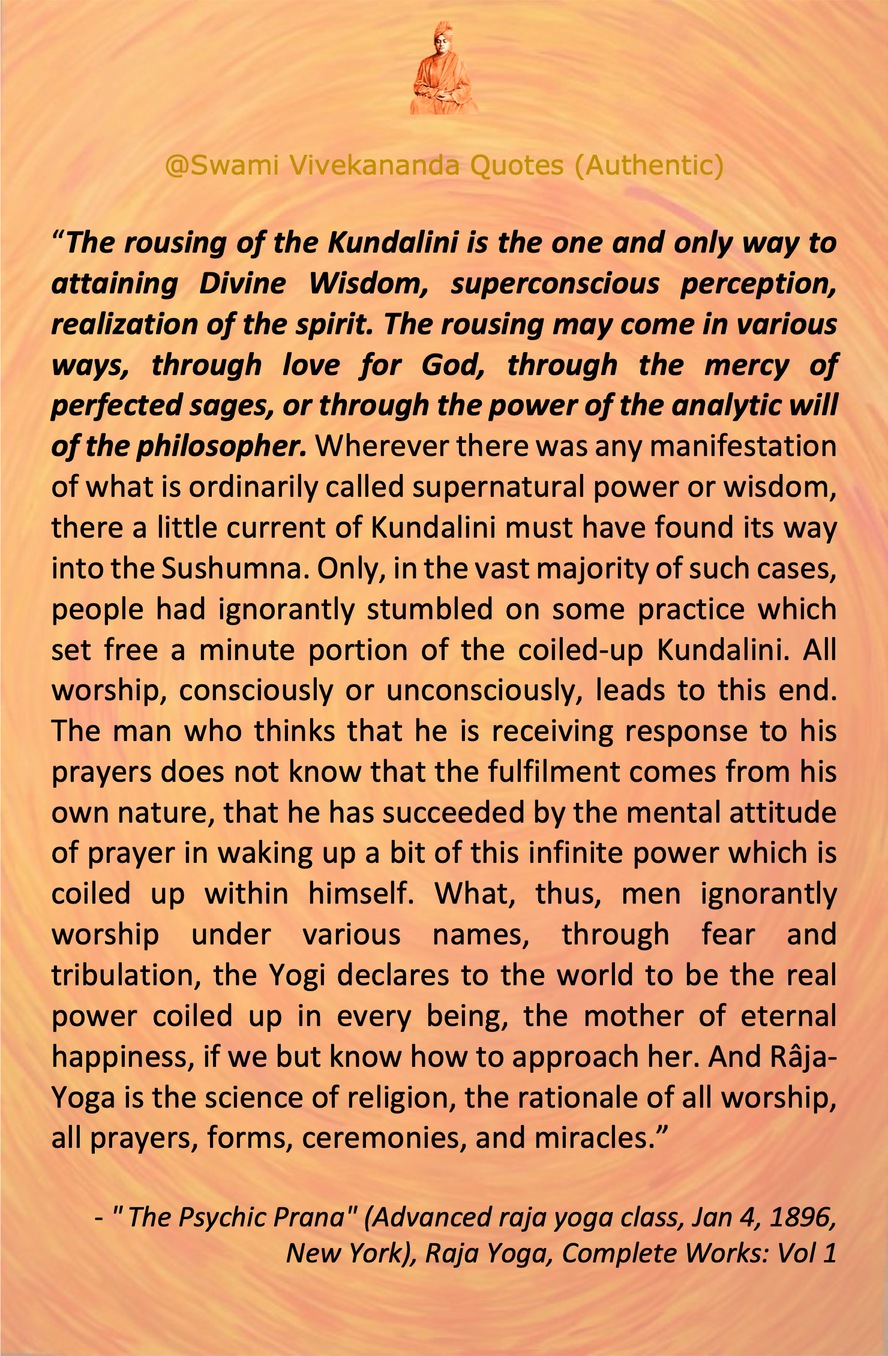 @Swami Vivekananda Quotes (Authentic)
“The rousing of the Kundalini is the one and only way to
attaining Divine Wisdom, superconscious perception,
realization of the spirit. The rousing may come in various
ways, through love for God, through the mercy of
perfected sages, or through the power of the analytic will
of the philosopher. Wherever there was any manifestation
of what is ordinarily called supernatural power or wisdom,
there a little current of Kundalini must have found its way
into the Sushumna. Only, in the vast majority of such cases,
people had ignorantly stumbled on some practice which
set free a minute portion of the coiled-up Kundalini. All
worship, consciously or unconsciously, leads to this end.
The man who thinks that he is receiving response to his
prayers does not know that the fulfilment comes from his
own nature, that he has succeeded by the mental attitude
of prayer in waking up a bit of this infinite power which is
coiled up within himself. What, thus, men ignorantly
worship under various names, through fear and
tribulation, the Yogi declares to the world to be the real
power coiled up in every being, the mother of eternal
happiness, if we but know how to approach her. And Râja-
Yoga is the science of religion, the rationale of all worship,
all prayers, forms, ceremonies, and miracles.”
- " The Psychic Prana" (Advanced raja yoga class, Jan 4, 1896,
New York), Raja Yoga, Complete Works: Vol 1